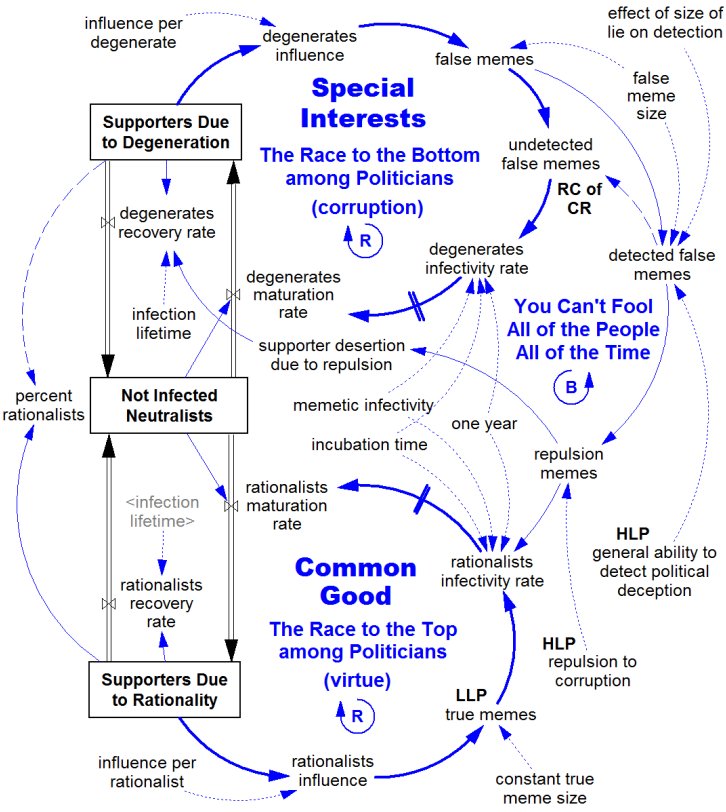 influence per
degenerate
degenerates
influence
false memes
effect of size of
lie on detection
false
meme
size
Special
Interests
Supporters Due
to Degeneration
The Race to the Bottom
among Politicians
(corruption)
R
undetected
false memes
RC of
CR
degenerates
recovery rate
degenerates
infectivity rate
detected false
memes
degenerates
maturation
rate
infection
lifetime
You Can't Fool
All of the People
All of the Time
B
supporter desertion
due to repulsion
percent
rationalists
Not Infected
Neutralists
memetic infectivity
one year
incubation time
repulsion
memes
rationalists
maturation
rate
<infection
lifetime>
HLP
general ability to
detect political
deception
rationalists
infectivity rate
Common
Good
rationalists
recovery
rate
The Race to the Top
among Politicians
(virtue)
R
HLP
repulsion to
corruption
Supporters Due
to Rationality
LLP
true memes
influence per
rationalist
rationalists
influence
constant true
meme size